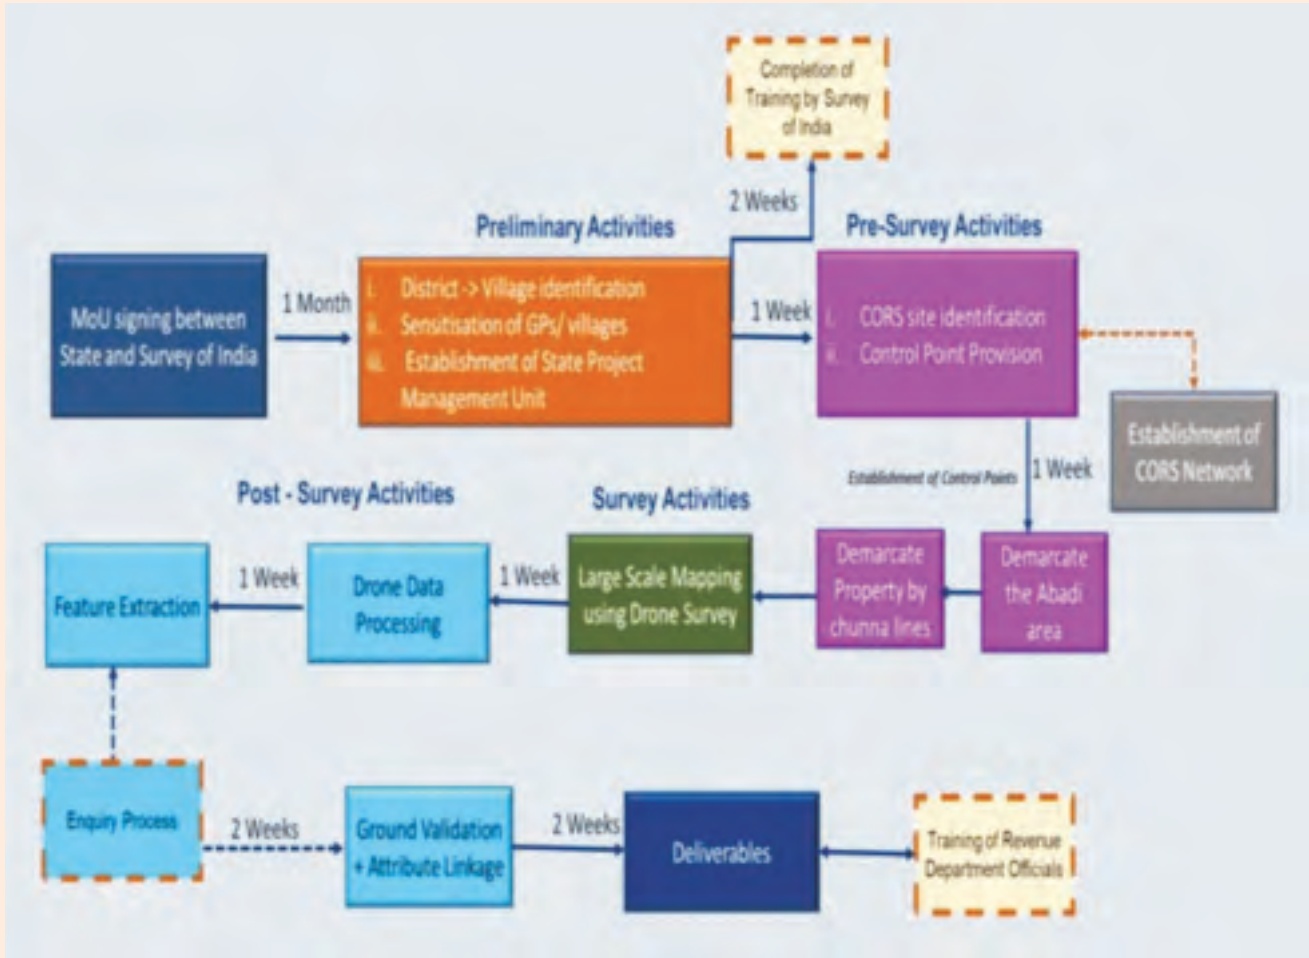 Completion of
Training by Survey
of India
2 Weeks
Preliminary Activities
Pre-Survey Activities
MoU signing between
State and Survey of India
1 Month
i. District -> Village identification
ii. Sensitisation of GPs/ villages
iii. Establishment of State Project
Management Unit
1 Week
i. CORS site identification
ii. Control Point Provision
Establishment of
CORS Network
Establishment of Control Points
1 Week
Post - Survey Activities
Survey Activities
Feature Extraction
1 Week
Drone Data
Processing
1 Week
Large Scale Mapping
using Drone Survey
Demarcate
Property by
chunna lines
Demarcate
the Abadi
area
Enquiry Process
2 Weeks
Ground Validation
+ Attribute Linkage
2 Weeks
Deliverables
Training of Revenue
Department Officials